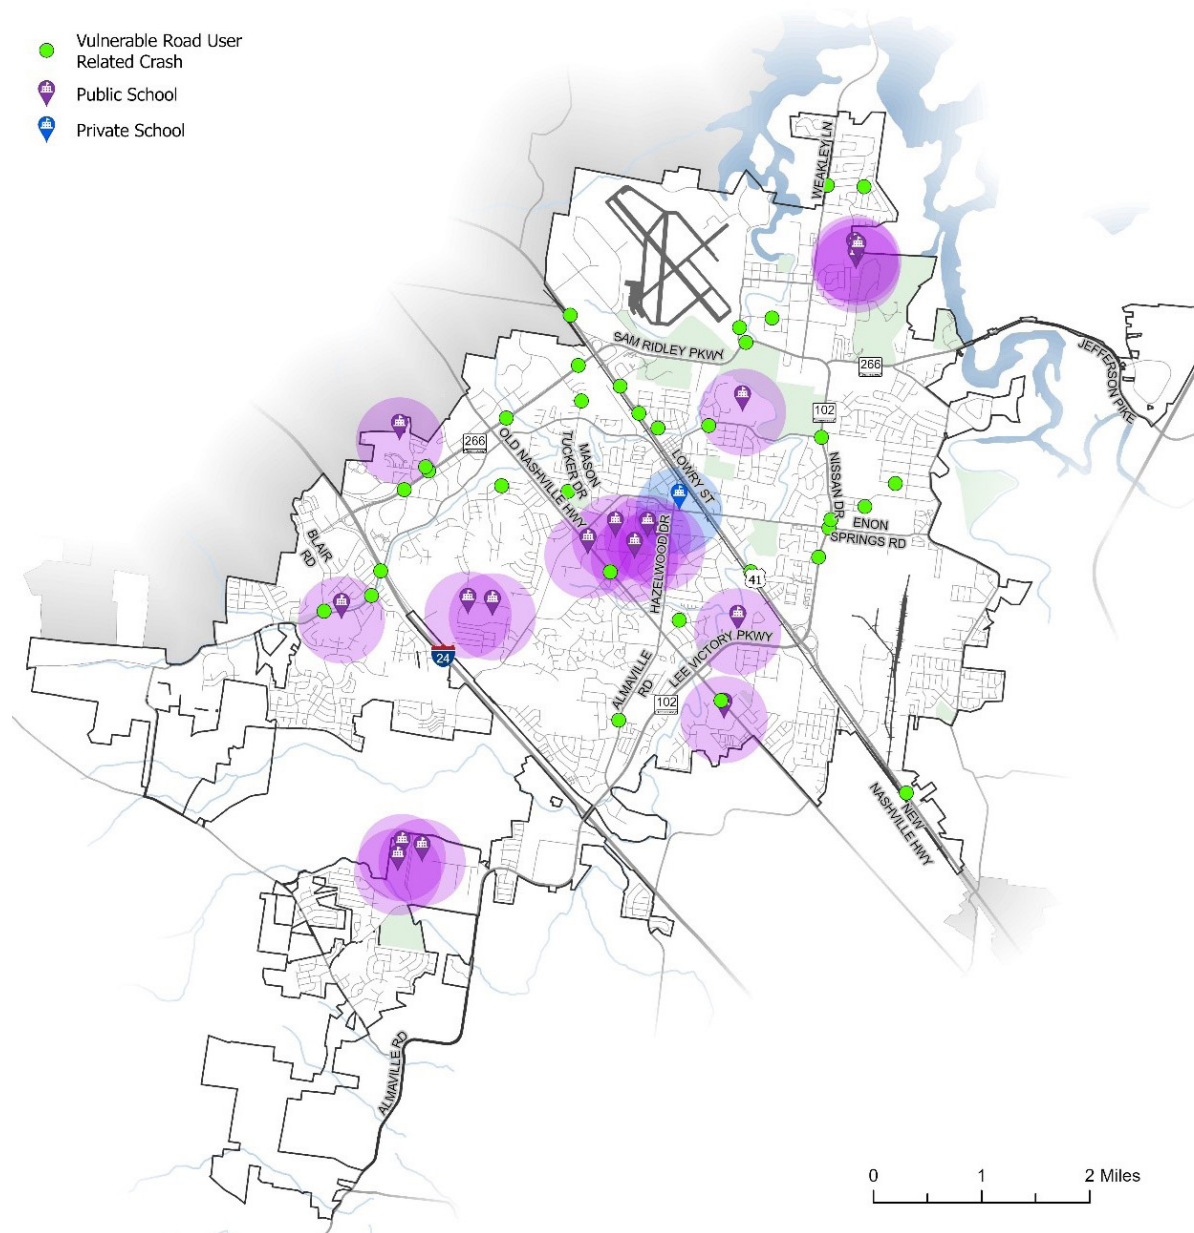 Vulnerable Road User
Related Crash
Public School
Private School
WEAKLEY LN
SAM RIDLEY PKWY
266
JEFFERSON PIKE
102
266
OLD NASHVILLE HWY
MASON
TUCKER DR
LOWRY ST
NISSAN DR
ENON
SPRINGS RD
BLAIR
RD
HAZELWOOD DR
41
24
ALMAVILLE
RD
LEE VICTORY PKWY
102
NEW
NASHVILLE HWY
ALMAVILLE RD
0 1 2 Miles